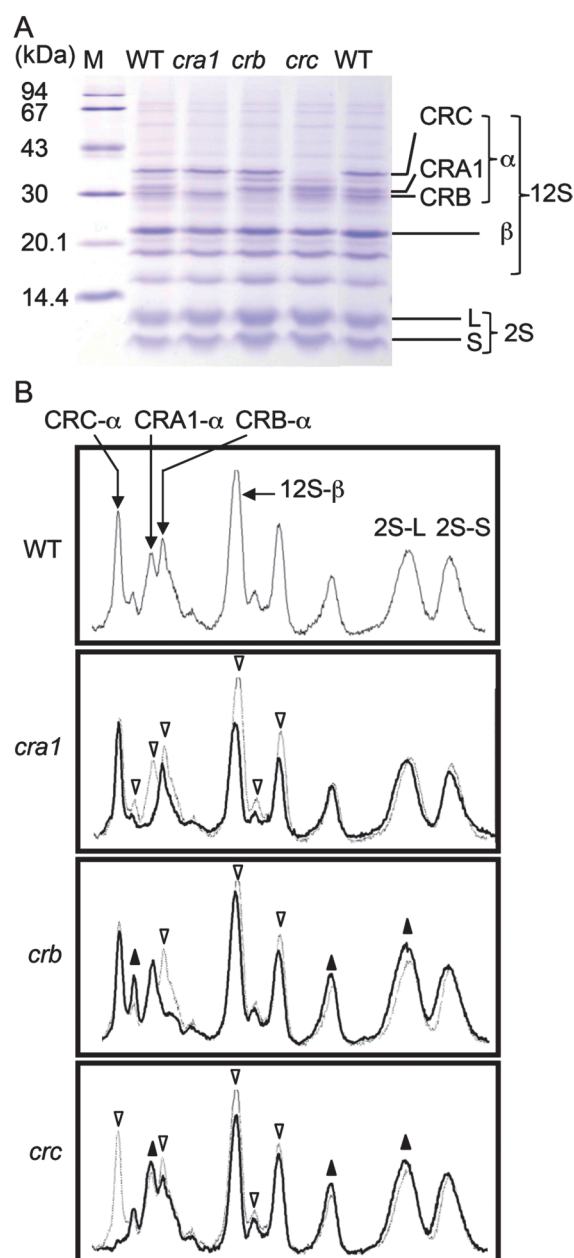 A
(kDa) M WT cra1 crb crc WT
94
67
43
30
20.1
14.4
CRC
CRA1
CRB
α
12S
β
L
S
2S
B
CRC-α CRA1-α CRB-α
12S-β
WT
2S-L 2S-S
cra1
crb
crc